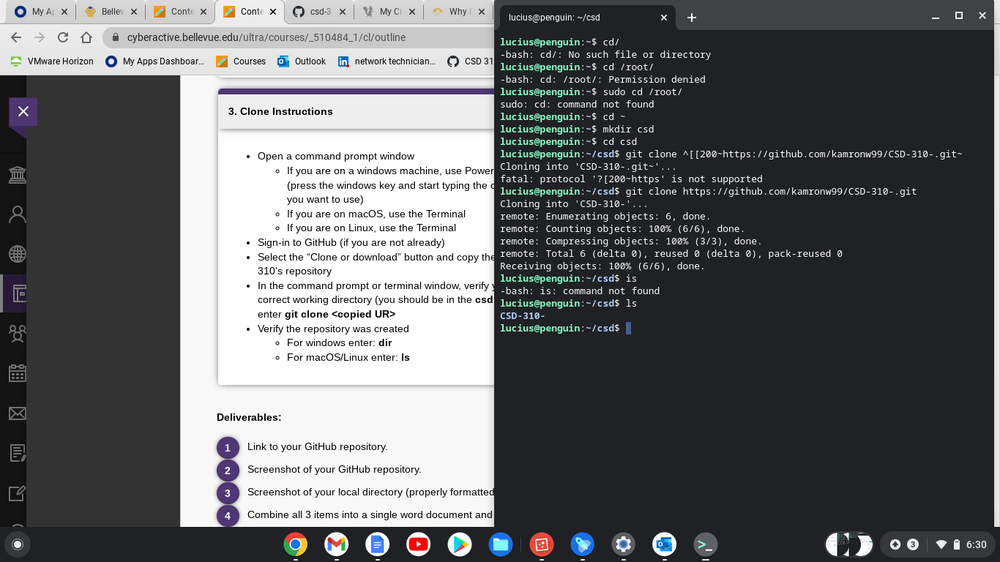 My Ap
Bellev
Conte
Conte
csd-3
My Ci
Why I
lucius@penguin: ~/csd
cyberactive.bellevue.edu/ultra/courses/_510484_1/cl/outline
VMware Horizon
My Apps Dashboar...
Courses
Outlook
network technician...
CSD 31
3. Clone Instructions
Open a command prompt window
If you are on a windows machine, use Power
(press the windows key and start typing the c
you want to use)
If you are on macOS, use the Terminal
If you are on Linux, use the Terminal
Sign-in to GitHub (if you are not already)
Select the “Clone or download” button and copy the
310’s repository
In the command prompt or terminal window, verify y
correct working directory (you should be in the csd
enter git clone <copied UR>
Verify the repository was created
For windows enter: dir
For macOS/Linux enter: ls
Deliverables:
1 Link to your GitHub repository.
2 Screenshot of your GitHub repository.
3 Screenshot of your local directory (properly formatted
4 Combine all 3 items into a single word document and
lucius@penguin:~$ cd/
-bash: cd/: No such file or directory
lucius@penguin:~$ cd /root/
-bash: cd: /root/: Permission denied
lucius@penguin:~$ sudo cd /root/
sudo: cd: command not found
lucius@penguin:~$ cd ~
lucius@penguin:~$ mkdir csd
lucius@penguin:~$ cd csd
lucius@penguin:~/csd$ git clone ^[[200~https://github.com/kamronw99/CSD-310-.git~
Cloning into 'CSD-310-.git~'...
fatal: protocol '?[200~https' is not supported
lucius@penguin:~/csd$ git clone https://github.com/kamronw99/CSD-310-.git
Cloning into 'CSD-310-'...
remote: Enumerating objects: 6, done.
remote: Counting objects: 100% (6/6), done.
remote: Compressing objects: 100% (3/3), done.
remote: Total 6 (delta 0), reused 0 (delta 0), pack-reused 0
Receiving objects: 100% (6/6), done.
lucius@penguin:~/csd$ is
-bash: is: command not found
lucius@penguin:~/csd$ ls
CSD-310-
lucius@penguin:~/csd$
3
6:30